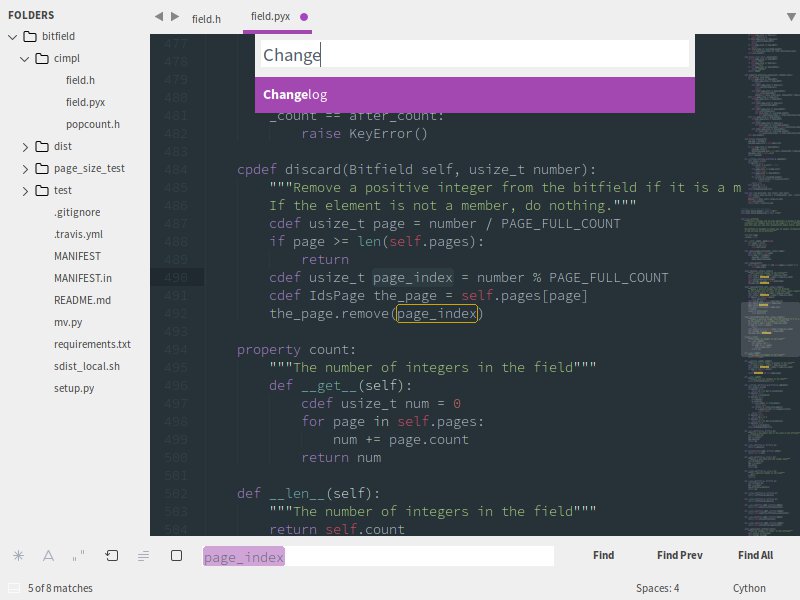 FOLDERS
bitfield
cimpl
field.h
field.pyx
popcount.h
dist
page_size_test
test
.gitignore
.travis.yml
MANIFEST
MANIFEST.in
README.md
mv.py
requirements.txt
sdist_local.sh
setup.py
field.h
field.pyx
Change
Changelog
477
478
479
480
481 _count == after_count:
482 raise KeyError()
483
484 cpdef discard(Bitfield self, usize_t number):
485 """Remove a positive integer from the bitfield if it is a m
486 If the element is not a member, do nothing."""
487 cdef usize_t page = number / PAGE_FULL_COUNT
488 if page >= len(self.pages):
489 return
490 cdef usize_t page_index = number % PAGE_FULL_COUNT
491 cdef IdsPage the_page = self.pages[page]
492 the_page.remove(page_index)
493
494 property count:
495 """The number of integers in the field"""
496 def __get__(self):
497 cdef usize_t num = 0
498 for page in self.pages:
499 num += page.count
500 return num
501
502 def __len__(self):
503 """The number of integers in the field"""
504 return self.count
page_index
Find
Find Prev
Find All
5 of 8 matches
Spaces: 4
Cython